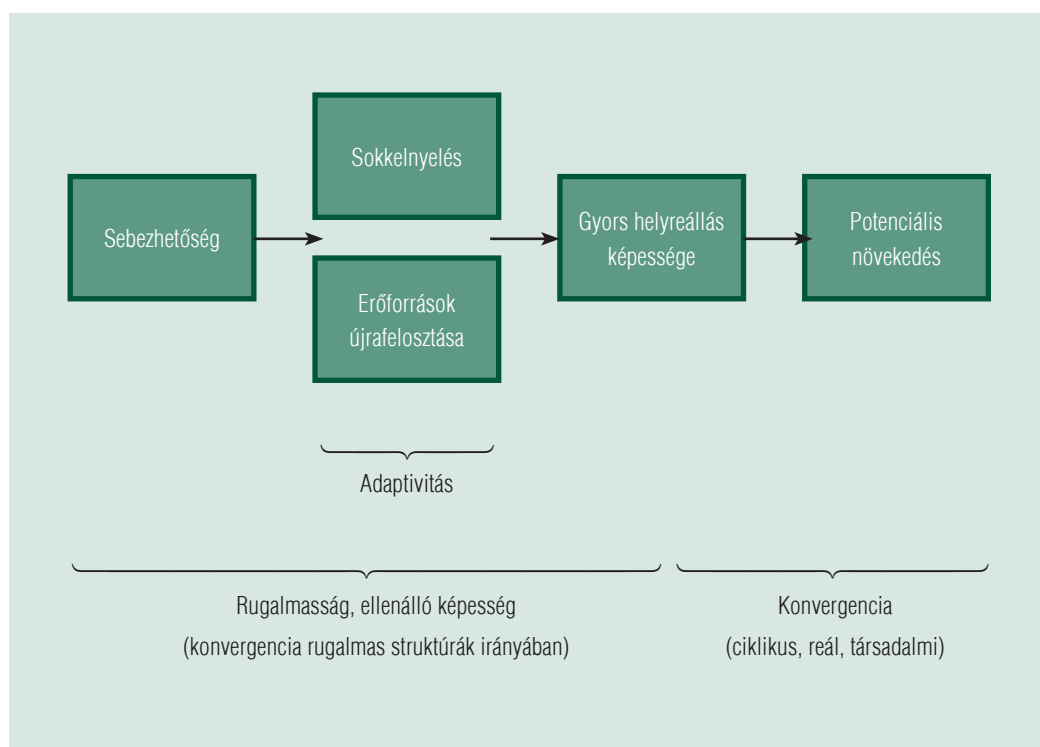 Sokkelnyelés
Sebezhetőség
Erőforrások
újrafelosztása
Gyors helyreállás
képessége
Potenciális
növekedés
Adaptivitás
Rugalmasság, ellenálló képesség
(konvergencia rugalmas struktúrák irányában)
Konvergencia
(ciklikus, reál, társadalmi)